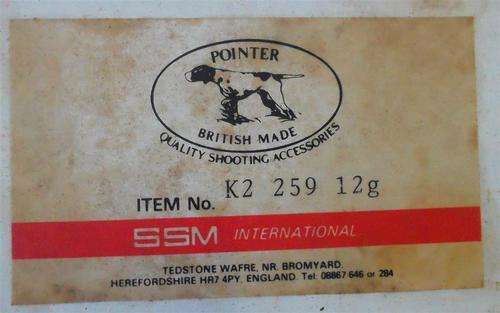 POINTER
BRITISH MADE
QUALITY SHOOTING ACCESSORIES
ITEM No. K2 259 12g
SSM INTERNATIONAL
TEDSTONE WAFRE, NR. BROMYARD
HEREFORDSHIRE HR7 4PY, ENGLAND. Tel: 08867 646 or 284